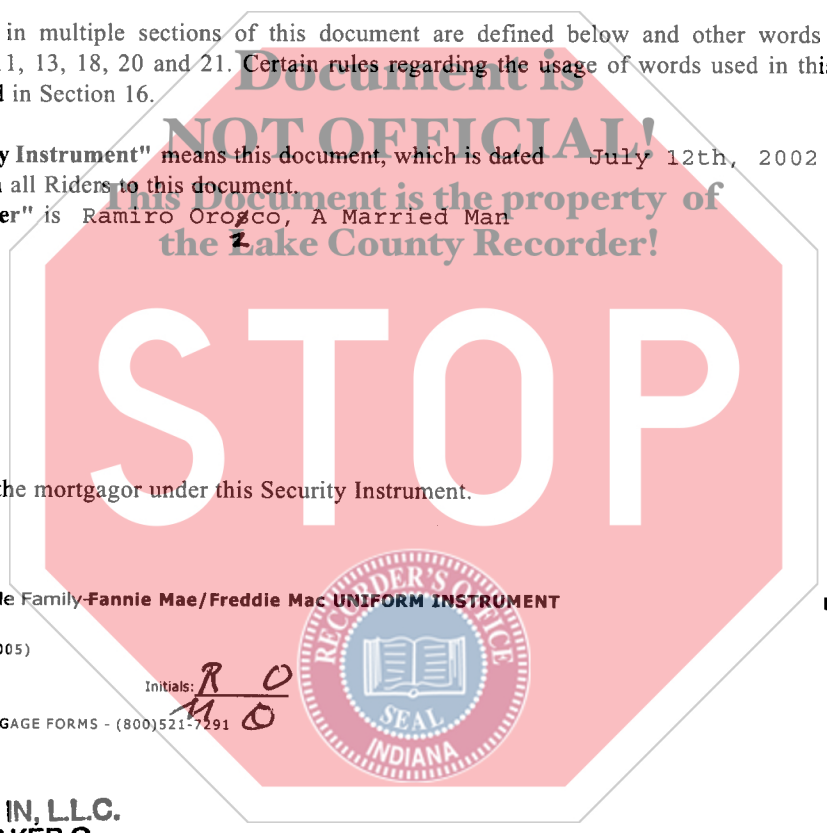 in multiple sections of this document are defined below and other words
1, 13, 18, 20 and 21. Certain rules regarding the usage of words used in this
in Section 16.
Document is
NOT OFFICIAL!
y Instrument" means this document, which is dated July 12th, 2002
all Riders to this document.
This Document is the property of
er" is Ramiro Orosco, A Married Man
z
the Lake County Recorder!
STOP
the mortgagor under this Security Instrument.
le Family-Fannie Mae/Freddie Mac UNIFORM INSTRUMENT
RECORDER'S OFFICE
005)
Initials: R O
M O
SEAL
GAGE FORMS - (800)521-7291
INDIANA
IN, L.L.C.